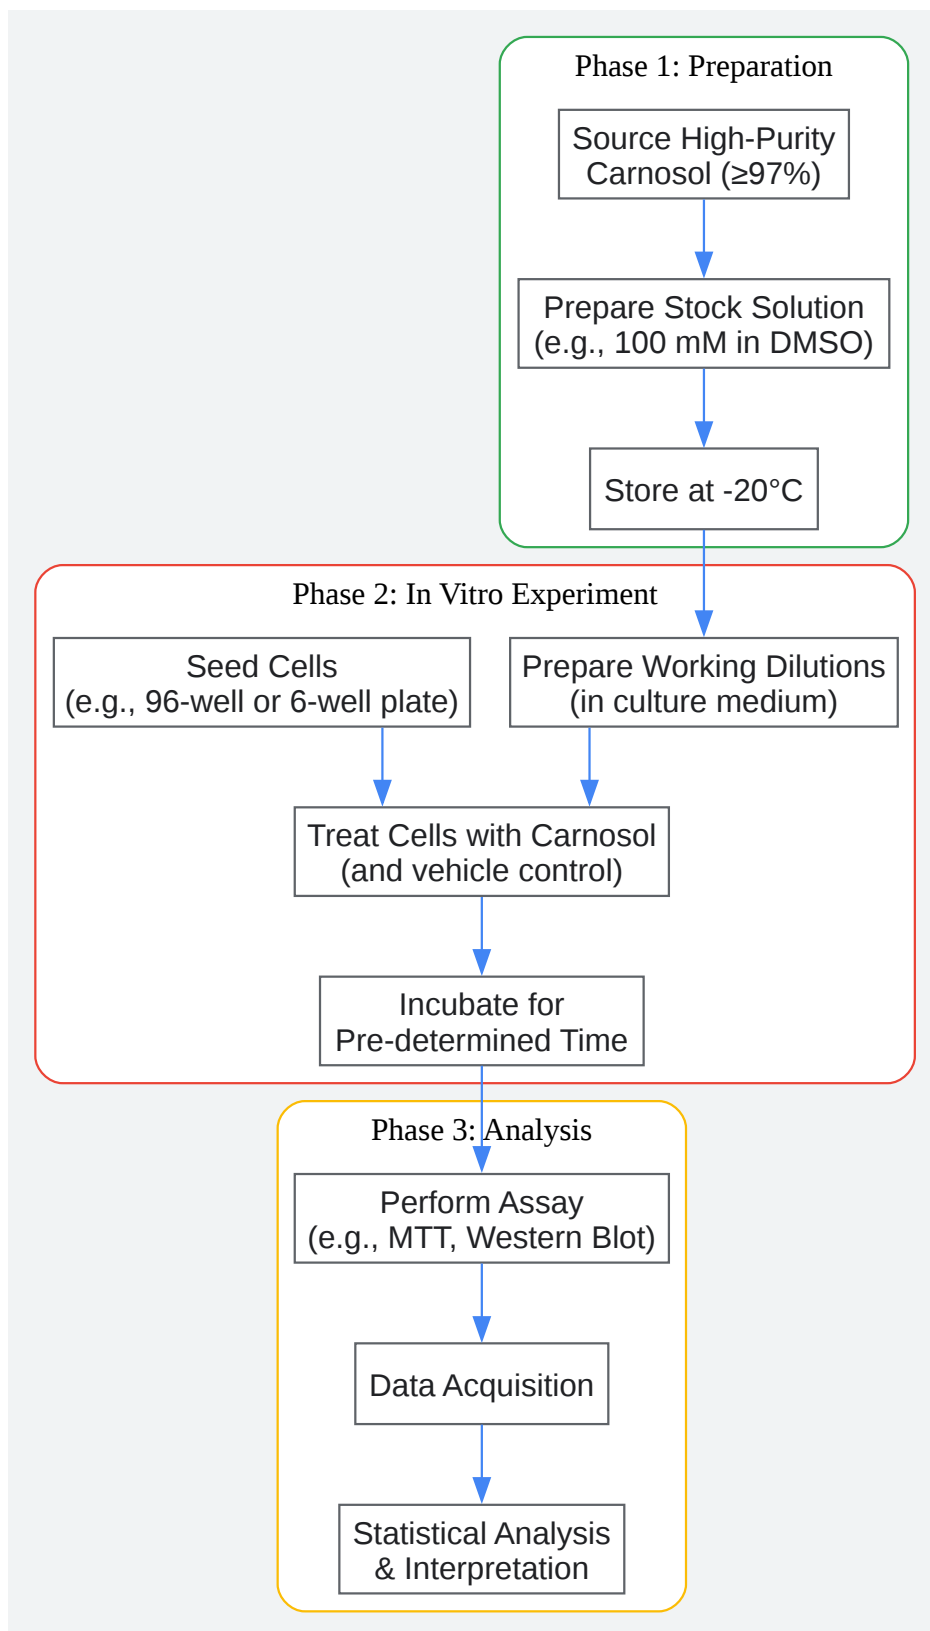 Phase 1: Preparation
Source High-Purity
Carnosol (≥97%)
Prepare Stock Solution
(e.g., 100 mM in DMSO)
Store at -20°C
Phase 2: In Vitro Experiment
Seed Cells
(e.g., 96-well or 6-well plate)
Prepare Working Dilutions
(in culture medium)
Treat Cells with Carnosol
(and vehicle control)
Incubate for
Pre-determined Time
Phase 3: Analysis
Perform Assay
(e.g., MTT, Western Blot)
Data Acquisition
Statistical Analysis
& Interpretation